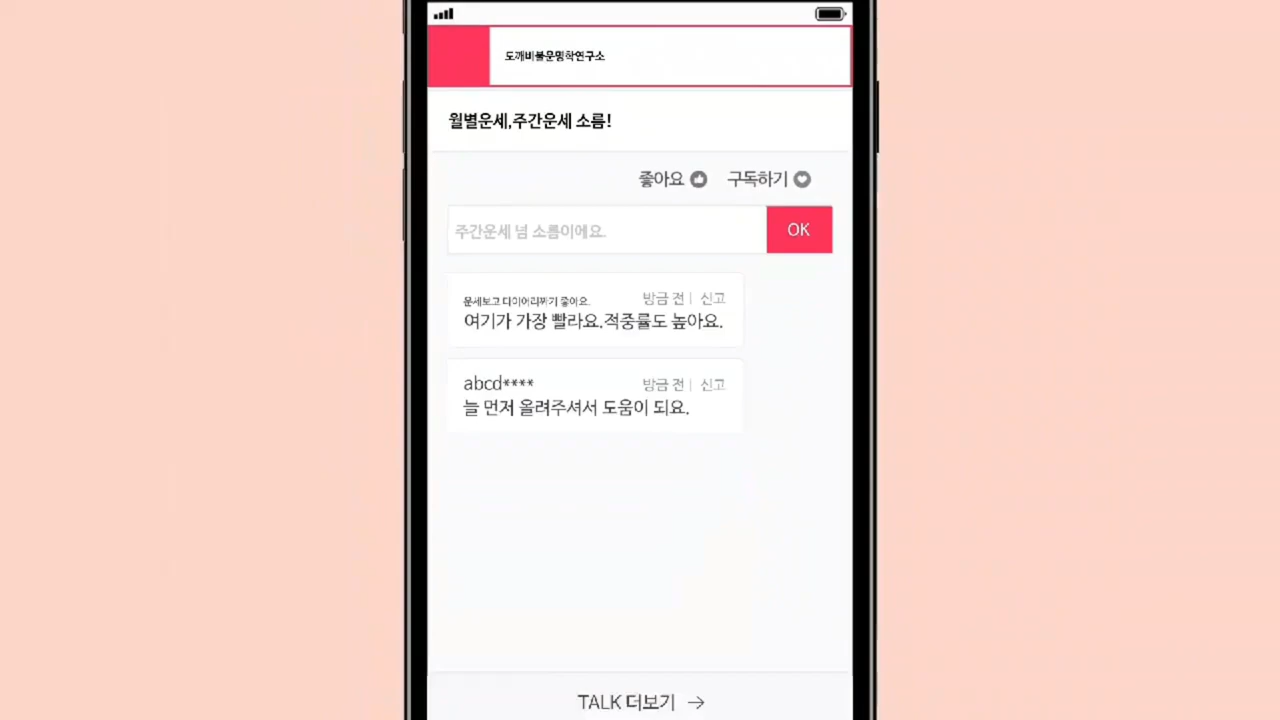 도깨비불운명학연구소
월별운세,주간운세 소름!
좋아요 구독하기
주간운세 넘 소름이에요. OK
운세보고 다이어리짜기 좋아요. 방금 전 | 신고
여기가 가장 빨라요.적중률도 높아요.
abcd**** 방금 전 | 신고
늘 먼저 올려주셔서 도움이 되요.
TALK 더보기 →